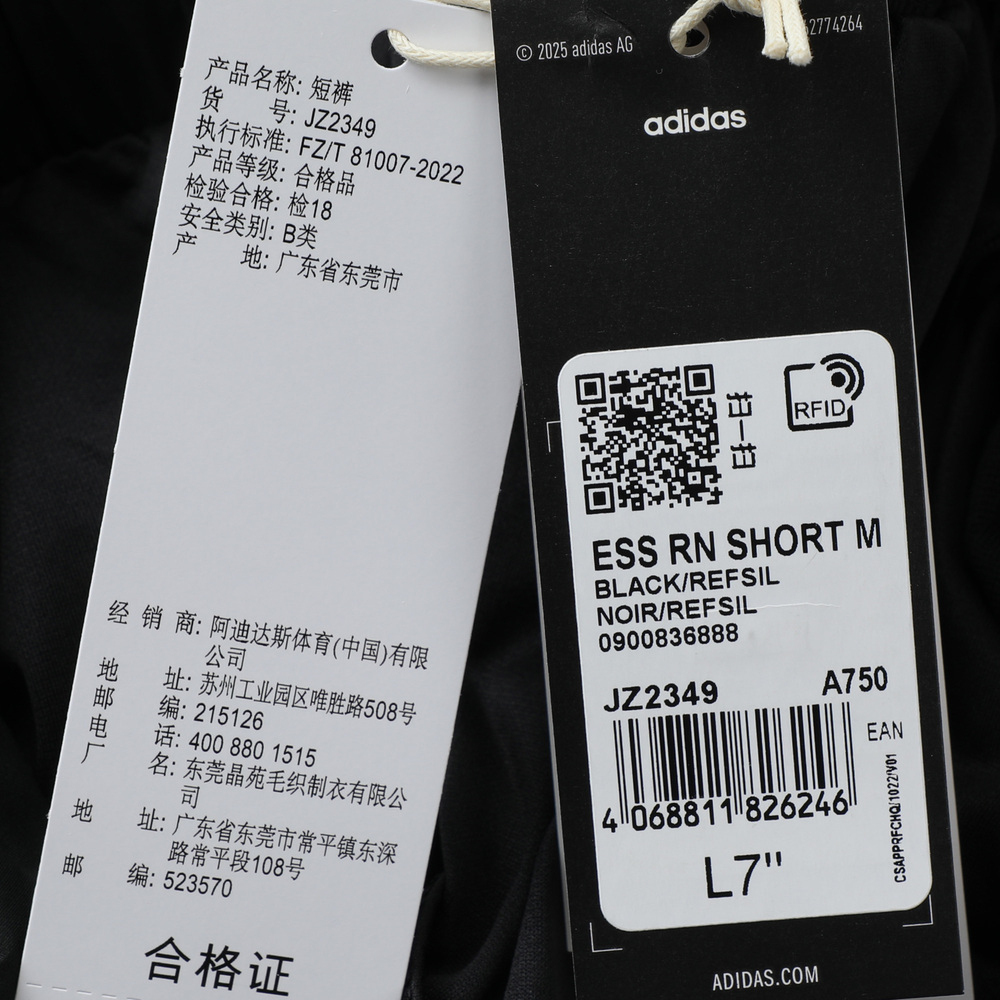 产品名称: 短裤
货 号: JZ2349
执行标准: FZ/T 81007-2022
产品等级: 合格品
检验合格: 检18
安全类别: B类
产 地: 广东省东莞市
经 销 商: 阿迪达斯体育(中国)有限
公司
地 址: 苏州工业园区唯胜路508号
邮 编: 215126
电 话: 400 880 1515
厂 名: 东莞晶苑毛织制衣有限公
司
地 址: 广东省东莞市常平镇东深
路常平段108号
邮 编: 523570
合格证
© 2025 adidas AG
62774264
adidas
扫一扫
RFID
ESS RN SHORT M
BLACK/REFSIL
NOIR/REFSIL
0900836888
JZ2349 A750
EAN
4 068811 826246
CSAPPRFCHQ/1022/V01
L7"
ADIDAS.COM